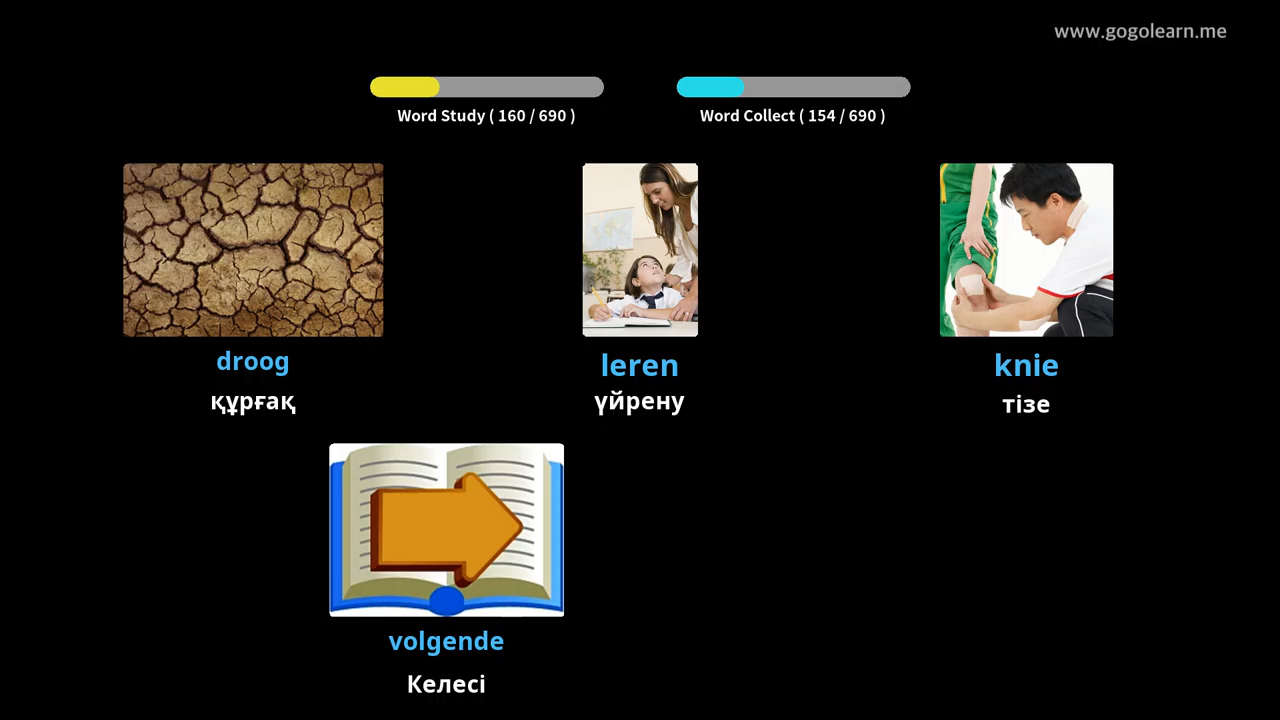 www.gogolearn.me
Word Study ( 160 / 690 )
Word Collect ( 154 / 690 )
droog
құрғақ
leren
үйрену
knie
тізе
volgende
Келесі